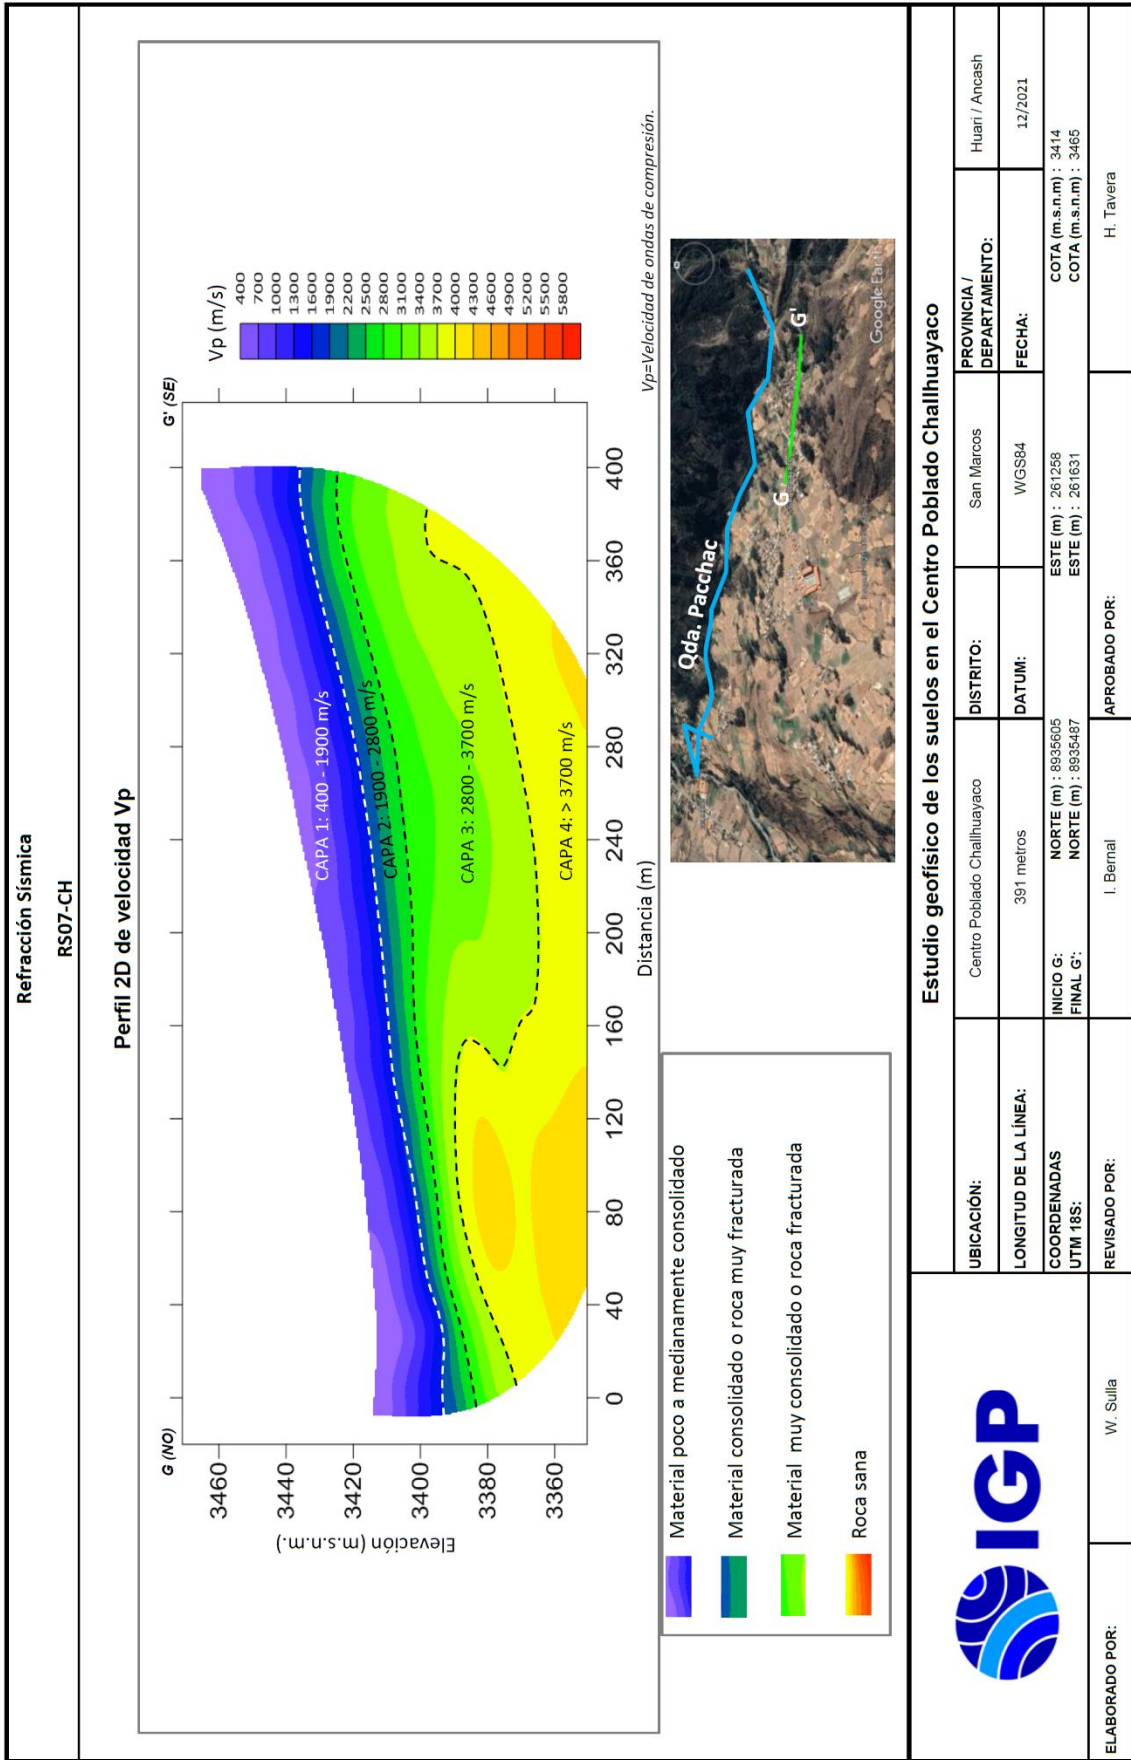 Refracción Sísmica
RS07-CH
Perfil 2D de velocidad Vp
G (NO)
G' (SE)
Elevación (m.s.n.m.)
3460
3440
3420
3400
3380
3360
0
40
80
120
160
200
240
280
320
360
400
Distancia (m)
CAPA 1: 400 - 1900 m/s
CAPA 2: 1900 - 2800 m/s
CAPA 3: 2800 - 3700 m/s
CAPA 4: > 3700 m/s
Vp (m/s)
400
700
1000
1300
1600
1900
2200
2500
2800
3100
3400
3700
4000
4300
4600
4900
5200
5500
5800
Vp=Velocidad de ondas de compresión.
Material poco a medianamente consolidado
Material consolidado o roca muy fracturada
Material muy consolidado o roca fracturada
Roca sana
Qda. Pacchac
G
G'
Google Earth
IGP
Estudio geofísico de los suelos en el Centro Poblado Challhuayaco
UBICACIÓN: Centro Poblado Challhuayaco DISTRITO: San Marcos PROVINCIA / DEPARTAMENTO: Huari / Ancash
LONGITUD DE LA LÍNEA: 391 metros DATUM: WGS84 FECHA: 12/2021
COORDENADAS UTM 18S:
INICIO G: NORTE (m) : 8935605 ESTE (m) : 261258 COTA (m.s.n.m) : 3414
FINAL G': NORTE (m) : 8935487 ESTE (m) : 261631 COTA (m.s.n.m) : 3465
ELABORADO POR: W. Sulla REVISADO POR: I. Bernal APROBADO POR: H. Tavera